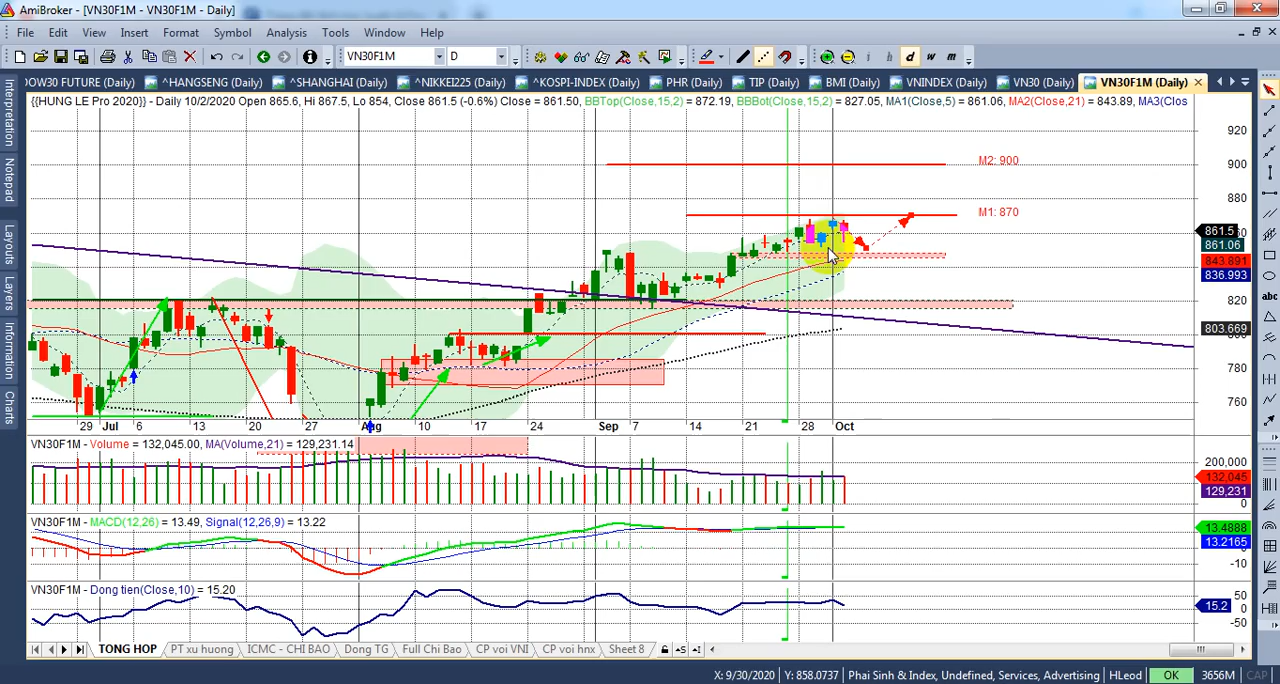 AmiBroker - [VN30F1M - VN30F1M - Daily]
File Edit View Insert Format Symbol Analysis Tools Window Help
VN30F1M D h d w m
DOW30 FUTURE (Daily) ^HANGSENG (Daily) ^SHANGHAI (Daily) ^NIKKEI225 (Daily) ^KOSPI-INDEX (Daily) PHR (Daily) TIP (Daily) BMI (Daily) VNINDEX (Daily) VN30 (Daily) VN30F1M (Daily)
{{HUNG LE Pro 2020}} - Daily 10/2/2020 Open 865.6, Hi 867.5, Lo 854, Close 861.5 (-0.6%) Close = 861.50, BBTop(Close,15,2) = 872.19, BBBot(Close,15,2) = 827.05, MA1(Close,5) = 861.06, MA2(Close,21) = 843.89, MA3(Clos
Interpretation
Notepad
Layouts
Layers
Information
Charts
M2: 900
M1: 870
920
900
880
861.5
861.06
843.891
836.993
820
803.669
780
760
29 Jul 6 13 20 27 Aug 10 17 24 Sep 7 14 21 28 Oct
VN30F1M - Volume = 132,045.00, MA(Volume,21) = 129,231.14
200,000
132,045
129,231
0
VN30F1M - MACD(12,26) = 13.49, Signal(12,26,9) = 13.22
13.4888
13.2165
-10
VN30F1M - Dong tien(Close,10) = 15.20
50
15.2
0
-50
TONG HOP PT xu huong ICMC - CHI BAO Dong TG Full Chi Bao CP voi VNI CP voi hnx Sheet 8
X: 9/30/2020 Y: 858.0737 Phai Sinh & Index, Undefined, Services, Advertising HLeod OK 3656M CAP